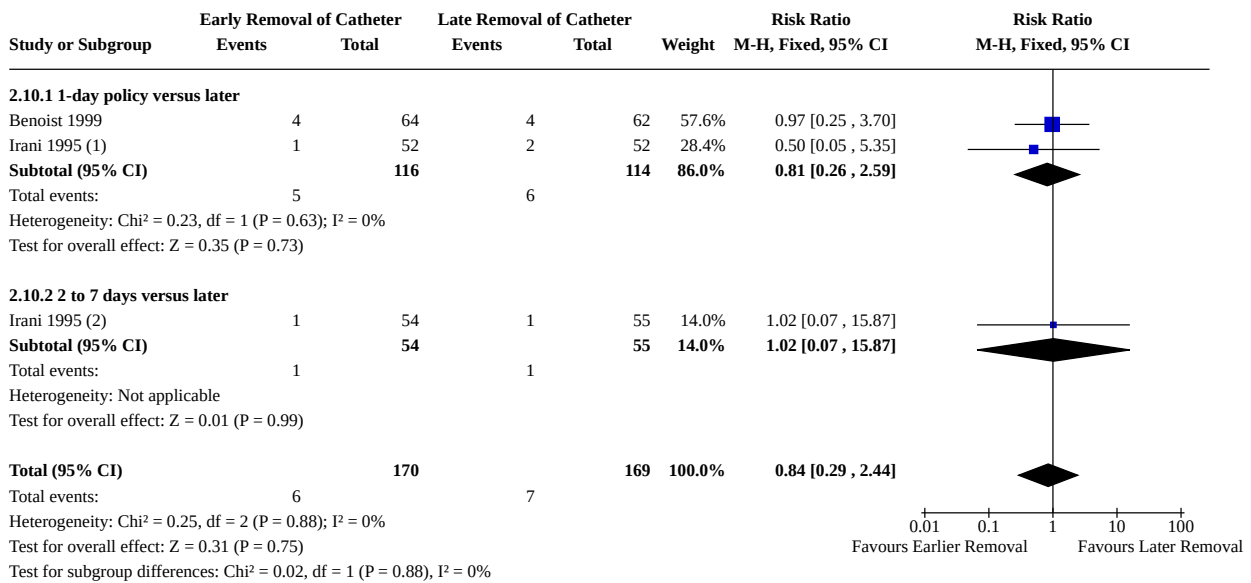 Early Removal of Catheter Late Removal of Catheter Risk Ratio Risk Ratio
Study or Subgroup Events Total Events Total Weight M-H, Fixed, 95% CI M-H, Fixed, 95% CI
2.10.1 1-day policy versus later
Benoist 1999 4 64 4 62 57.6% 0.97 [0.25 , 3.70]
Irani 1995 (1) 1 52 2 52 28.4% 0.50 [0.05 , 5.35]
Subtotal (95% CI) 116 114 86.0% 0.81 [0.26 , 2.59]
Total events: 5 6
Heterogeneity: Chi² = 0.23, df = 1 (P = 0.63); I² = 0%
Test for overall effect: Z = 0.35 (P = 0.73)
2.10.2 2 to 7 days versus later
Irani 1995 (2) 1 54 1 55 14.0% 1.02 [0.07 , 15.87]
Subtotal (95% CI) 54 55 14.0% 1.02 [0.07 , 15.87]
Total events: 1 1
Heterogeneity: Not applicable
Test for overall effect: Z = 0.01 (P = 0.99)
Total (95% CI) 170 169 100.0% 0.84 [0.29 , 2.44]
Total events: 6 7
Heterogeneity: Chi² = 0.25, df = 2 (P = 0.88); I² = 0%
Test for overall effect: Z = 0.31 (P = 0.75)
Test for subgroup differences: Chi² = 0.02, df = 1 (P = 0.88), I² = 0%
0.01 0.1 1 10 100
Favours Earlier Removal Favours Later Removal